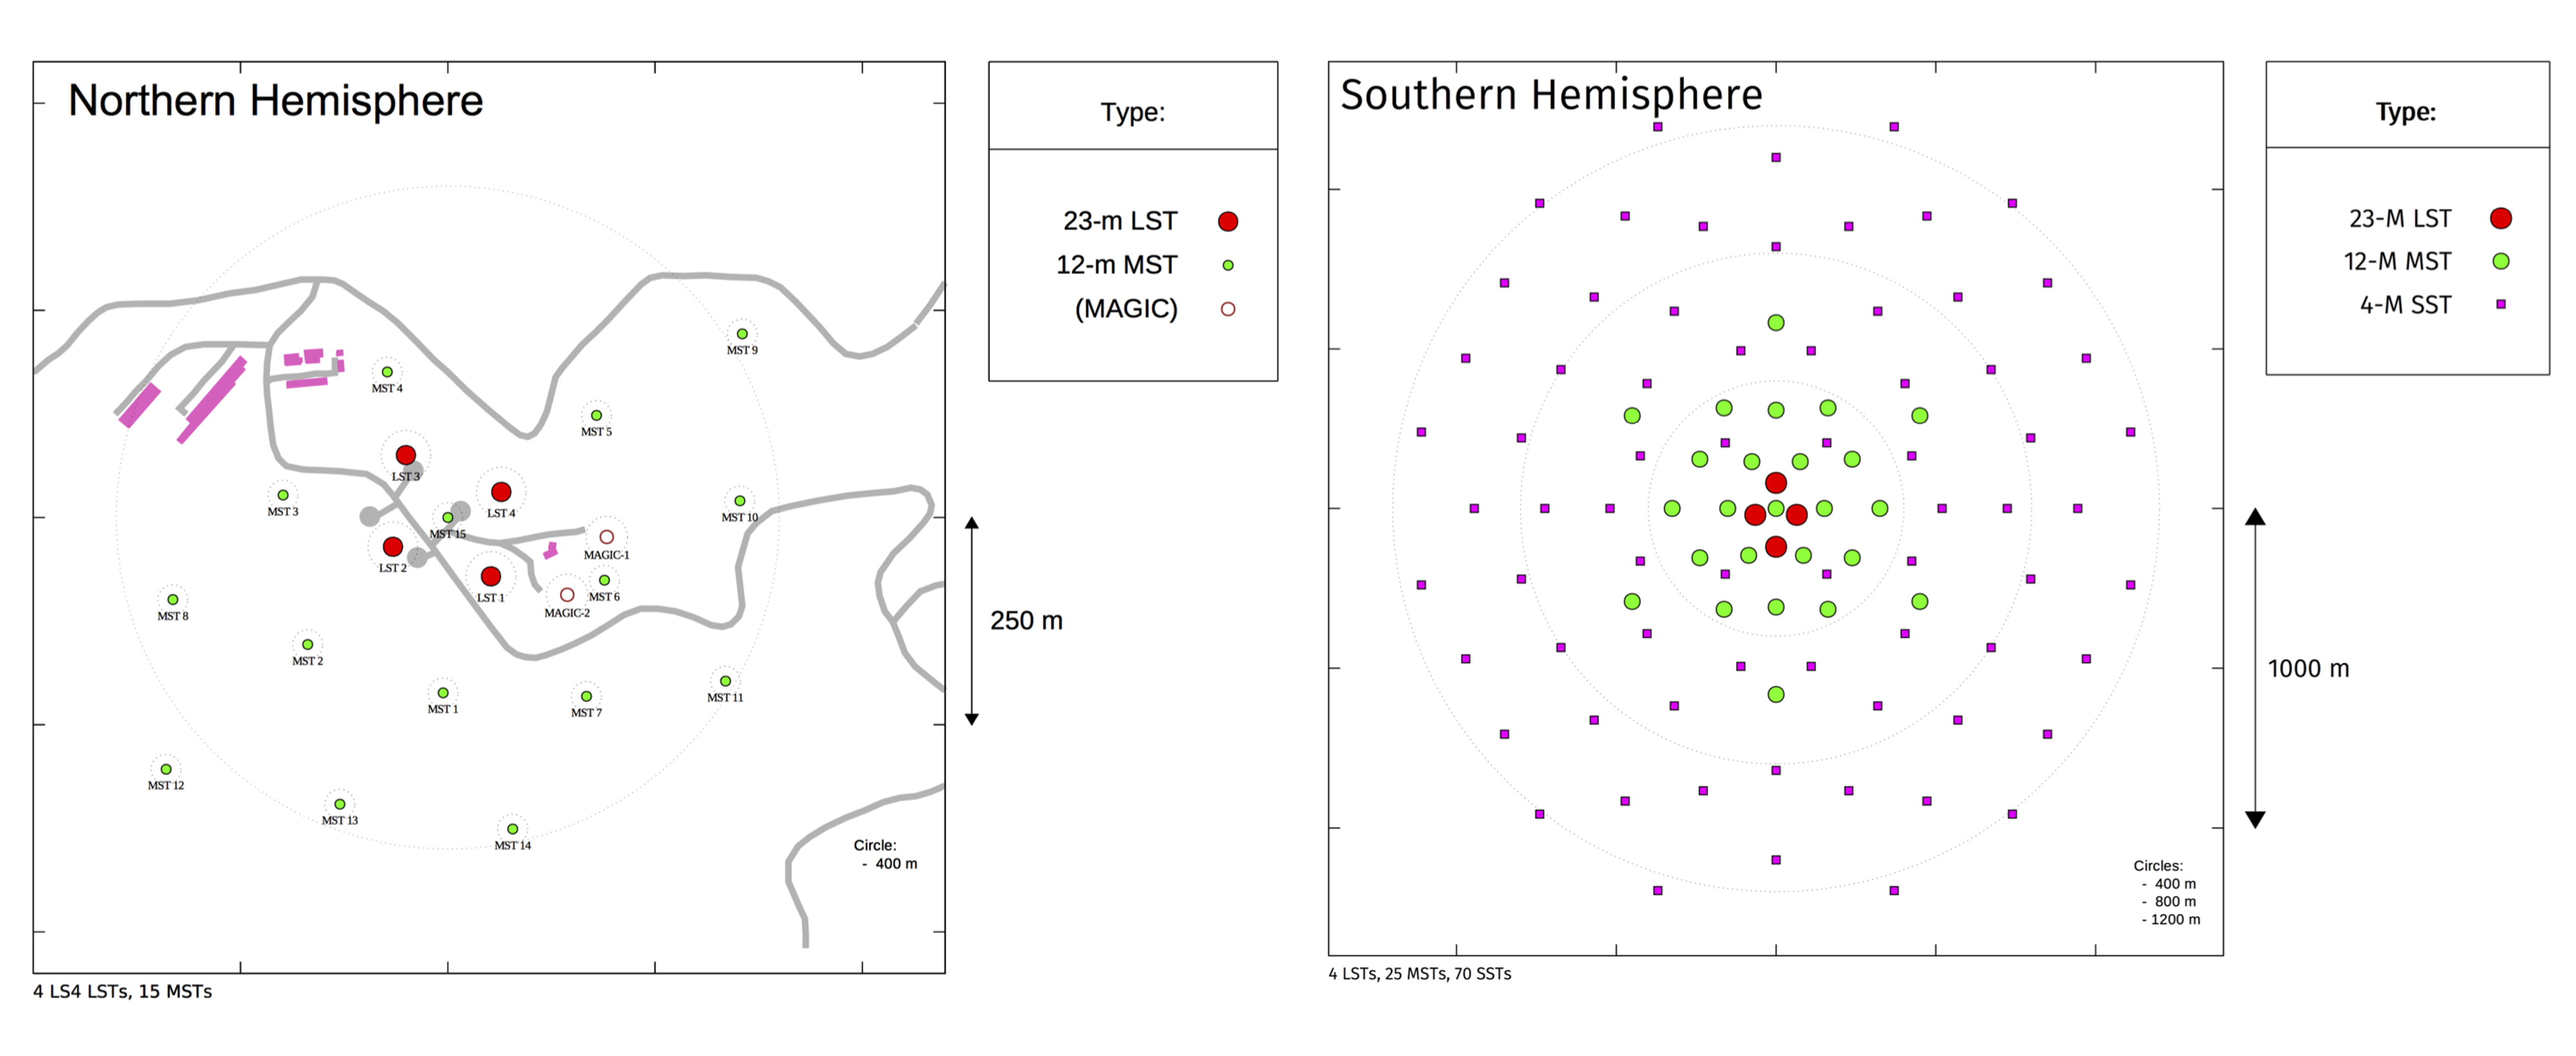 Northern Hemisphere
MST 9
MST 4
MST 5
LST 3
LST 4
MST 3
MST 10
MST 15
MAGIC-1
LST 2
LST 1
MST 6
MAGIC-2
MST 8
MST 2
MST 11
MST 1
MST 7
MST 12
MST 13
MST 14
Circle:
- 400 m
4 LS4 LSTs, 15 MSTs
Type:
23-m LST
12-m MST
(MAGIC)
250 m
Southern Hemisphere
Circles:
- 400 m
- 800 m
- 1200 m
4 LSTs, 25 MSTs, 70 SSTs
Type:
23-M LST
12-M MST
4-M SST
1000 m